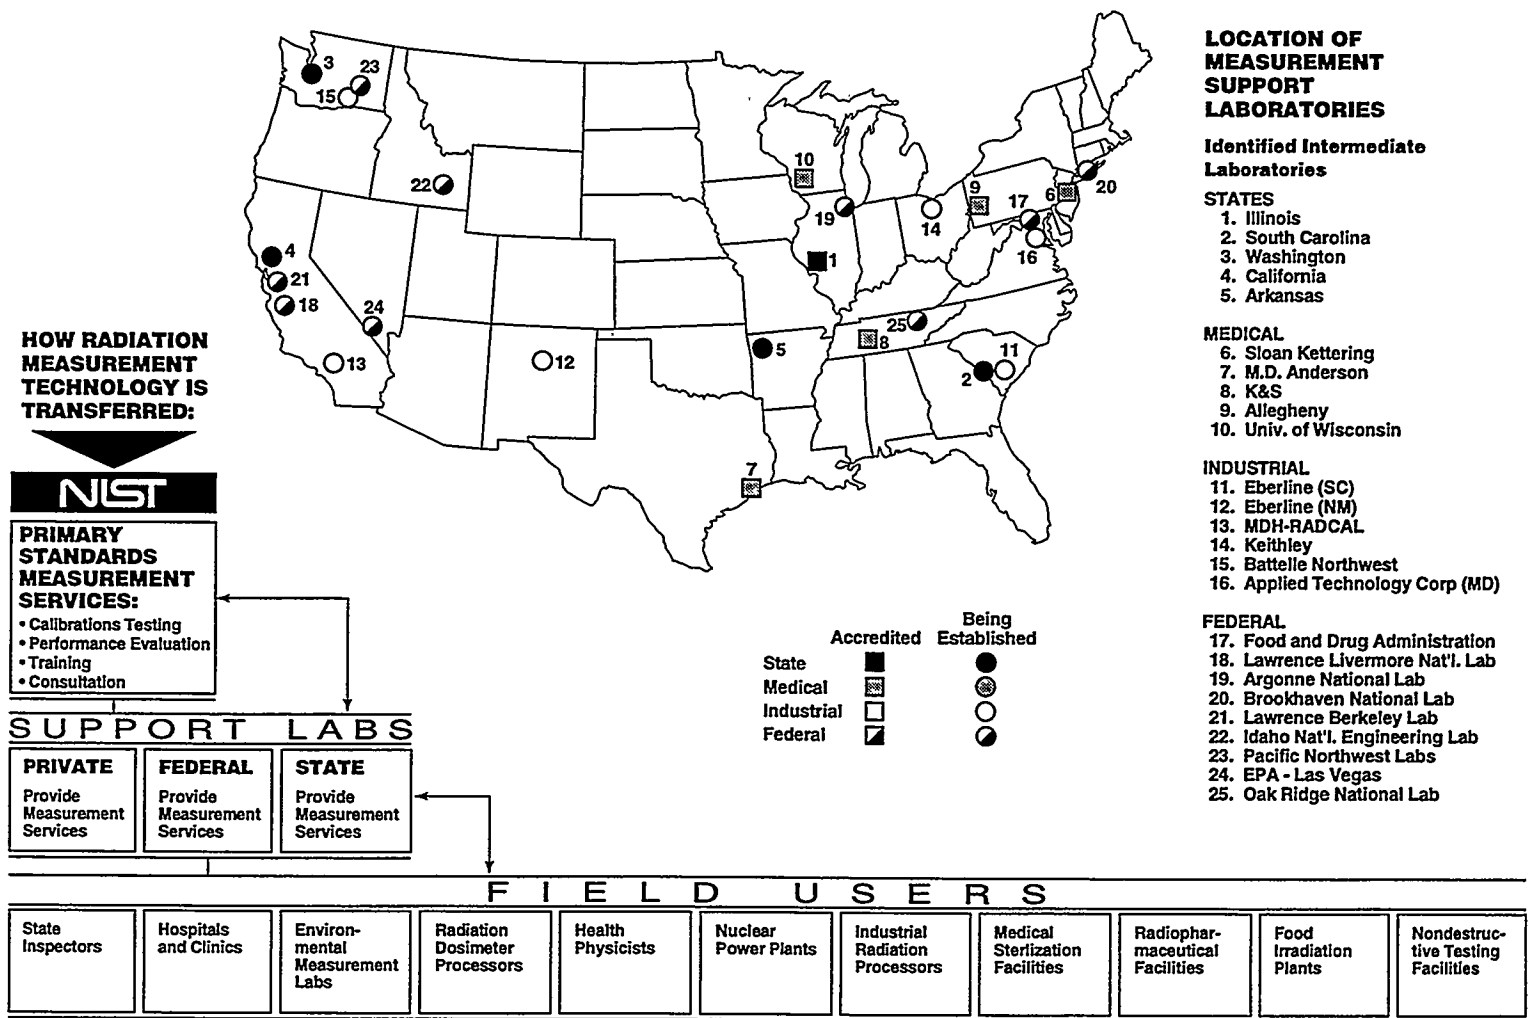 LOCATION OF
MEASUREMENT
SUPPORT
LABORATORIES
Identified Intermediate
Laboratories
STATES
1. Illinois
2. South Carolina
3. Washington
4. California
5. Arkansas
MEDICAL
6. Sloan Kettering
7. M.D. Anderson
8. K&S
9. Allegheny
10. Univ. of Wisconsin
INDUSTRIAL
11. Eberline (SC)
12. Eberline (NM)
13. MDH-RADCAL
14. Keithley
15. Battelle Northwest
16. Applied Technology Corp (MD)
FEDERAL
17. Food and Drug Administration
18. Lawrence Livermore Nat'l. Lab
19. Argonne National Lab
20. Brookhaven National Lab
21. Lawrence Berkeley Lab
22. Idaho Nat'l. Engineering Lab
23. Pacific Northwest Labs
24. EPA - Las Vegas
25. Oak Ridge National Lab
3
23
15
22
10
19
14
9
17
6
20
16
4
21
18
24
13
12
1
25
8
5
2
11
7
Accredited
Being
Established
State
Medical
Industrial
Federal
HOW RADIATION
MEASUREMENT
TECHNOLOGY IS
TRANSFERRED:
NIST
PRIMARY
STANDARDS
MEASUREMENT
SERVICES:
• Calibrations Testing
• Performance Evaluation
• Training
• Consultation
SUPPORT LABS
PRIVATE
Provide
Measurement
Services
FEDERAL
Provide
Measurement
Services
STATE
Provide
Measurement
Services
FIELD USERS
State
Inspectors
Hospitals
and Clinics
Environ-
mental
Measurement
Labs
Radiation
Dosimeter
Processors
Health
Physicists
Nuclear
Power Plants
Industrial
Radiation
Processors
Medical
Sterlization
Facilities
Radiophar-
maceutical
Facilities
Food
Irradiation
Plants
Nondestruc-
tive Testing
Facilities